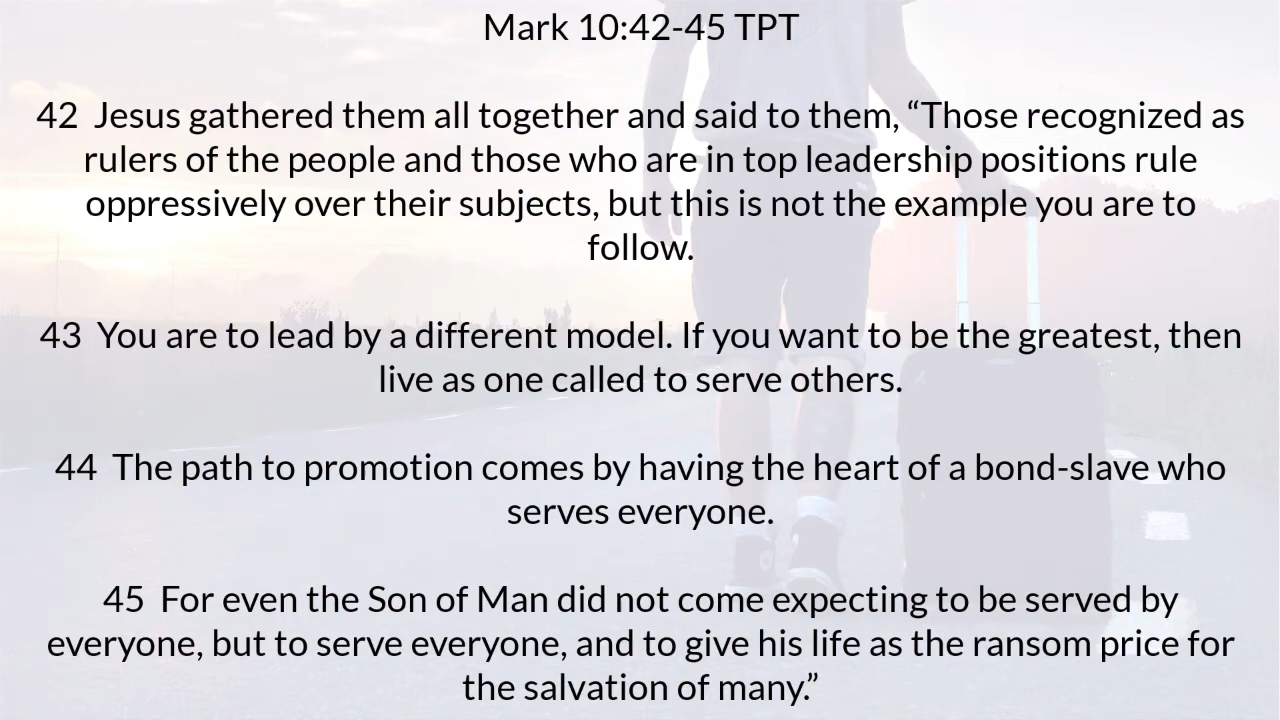 Mark 10:42-45 TPT
42  Jesus gathered them all together and said to them, “Those recognized as
rulers of the people and those who are in top leadership positions rule
oppressively over their subjects, but this is not the example you are to
follow.
43  You are to lead by a different model. If you want to be the greatest, then
live as one called to serve others.
44  The path to promotion comes by having the heart of a bond-slave who
serves everyone.
45  For even the Son of Man did not come expecting to be served by
everyone, but to serve everyone, and to give his life as the ransom price for
the salvation of many.”